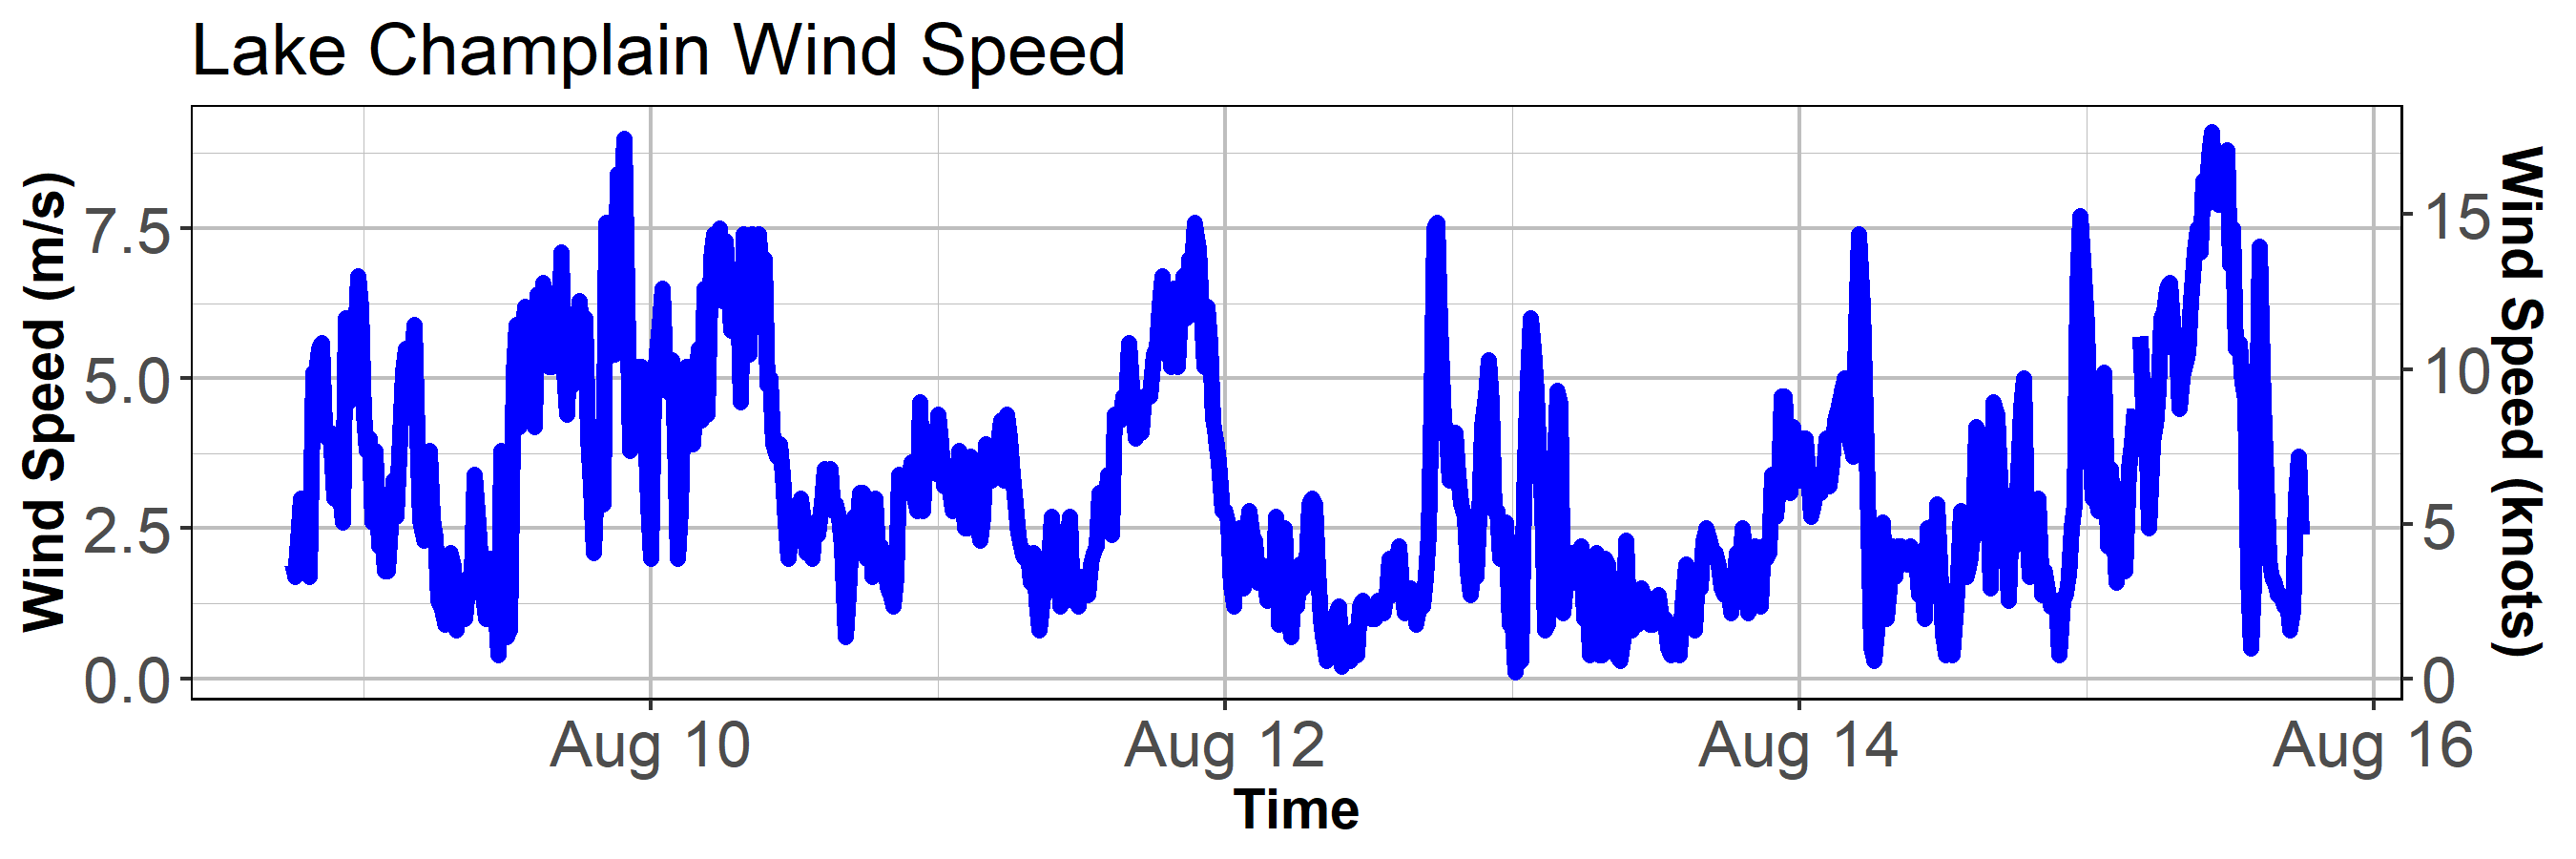 Lake Champlain Wind Speed
Wind Speed (m/s)
7.5
5.0
2.5
0.0
15
10
5
0
Wind Speed (knots)
Aug 10
Aug 12
Aug 14
Aug 16
Time